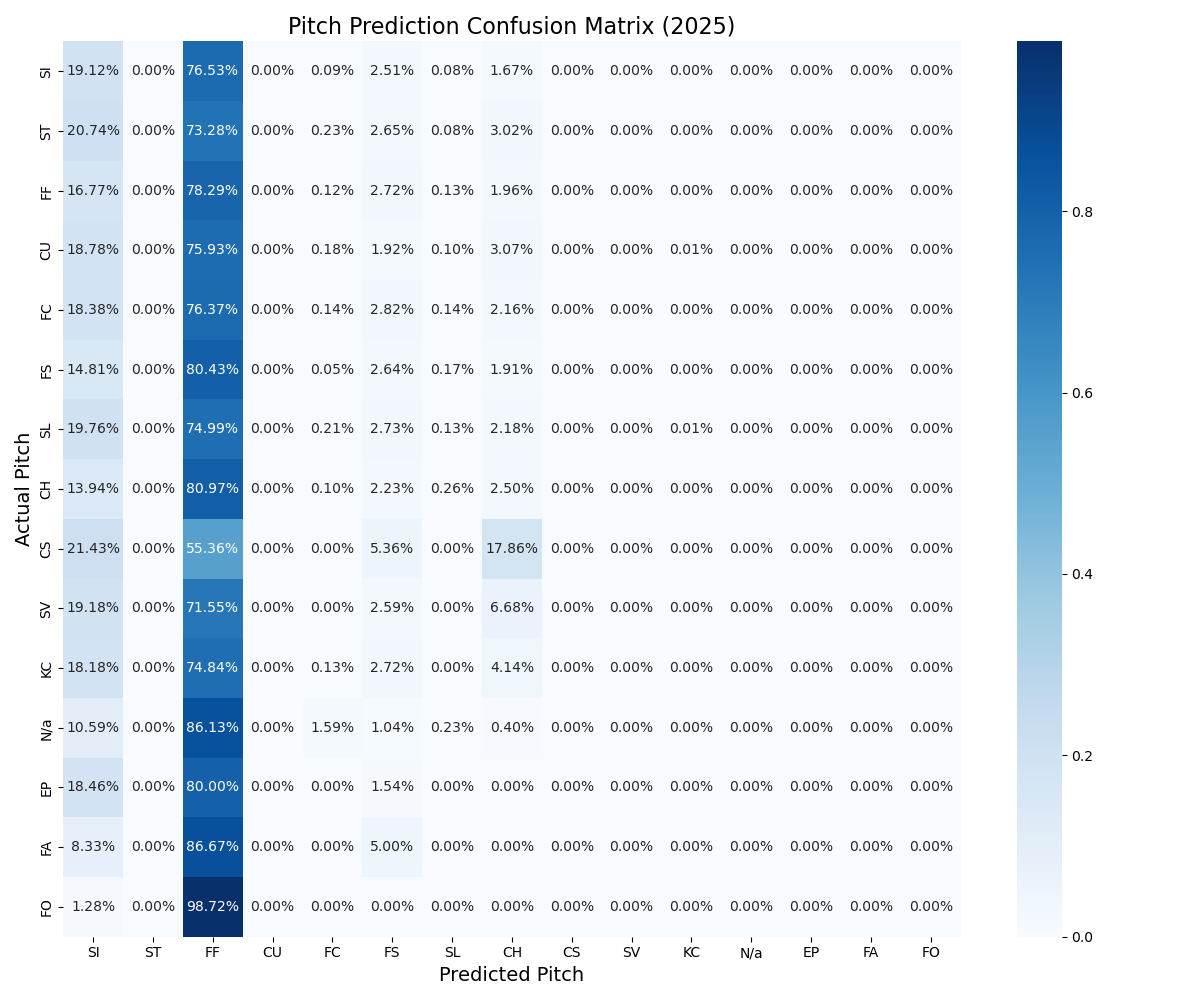 Pitch Prediction Confusion Matrix (2025)
SI 19.12% 0.00% 76.53% 0.00% 0.09% 2.51% 0.08% 1.67% 0.00% 0.00% 0.00% 0.00% 0.00% 0.00% 0.00%
ST 20.74% 0.00% 73.28% 0.00% 0.23% 2.65% 0.08% 3.02% 0.00% 0.00% 0.00% 0.00% 0.00% 0.00% 0.00%
FF 16.77% 0.00% 78.29% 0.00% 0.12% 2.72% 0.13% 1.96% 0.00% 0.00% 0.00% 0.00% 0.00% 0.00% 0.00%
CU 18.78% 0.00% 75.93% 0.00% 0.18% 1.92% 0.10% 3.07% 0.00% 0.00% 0.01% 0.00% 0.00% 0.00% 0.00%
FC 18.38% 0.00% 76.37% 0.00% 0.14% 2.82% 0.14% 2.16% 0.00% 0.00% 0.00% 0.00% 0.00% 0.00% 0.00%
FS 14.81% 0.00% 80.43% 0.00% 0.05% 2.64% 0.17% 1.91% 0.00% 0.00% 0.00% 0.00% 0.00% 0.00% 0.00%
SL 19.76% 0.00% 74.99% 0.00% 0.21% 2.73% 0.13% 2.18% 0.00% 0.00% 0.01% 0.00% 0.00% 0.00% 0.00%
CH 13.94% 0.00% 80.97% 0.00% 0.10% 2.23% 0.26% 2.50% 0.00% 0.00% 0.00% 0.00% 0.00% 0.00% 0.00%
CS 21.43% 0.00% 55.36% 0.00% 0.00% 5.36% 0.00% 17.86% 0.00% 0.00% 0.00% 0.00% 0.00% 0.00% 0.00%
SV 19.18% 0.00% 71.55% 0.00% 0.00% 2.59% 0.00% 6.68% 0.00% 0.00% 0.00% 0.00% 0.00% 0.00% 0.00%
KC 18.18% 0.00% 74.84% 0.00% 0.13% 2.72% 0.00% 4.14% 0.00% 0.00% 0.00% 0.00% 0.00% 0.00% 0.00%
N/a 10.59% 0.00% 86.13% 0.00% 1.59% 1.04% 0.23% 0.40% 0.00% 0.00% 0.00% 0.00% 0.00% 0.00% 0.00%
EP 18.46% 0.00% 80.00% 0.00% 0.00% 1.54% 0.00% 0.00% 0.00% 0.00% 0.00% 0.00% 0.00% 0.00% 0.00%
FA 8.33% 0.00% 86.67% 0.00% 0.00% 5.00% 0.00% 0.00% 0.00% 0.00% 0.00% 0.00% 0.00% 0.00% 0.00%
FO 1.28% 0.00% 98.72% 0.00% 0.00% 0.00% 0.00% 0.00% 0.00% 0.00% 0.00% 0.00% 0.00% 0.00% 0.00%
SI ST FF CU FC FS SL CH CS SV KC N/a EP FA FO
Predicted Pitch
Actual Pitch
0.8
0.6
0.4
0.2
0.0